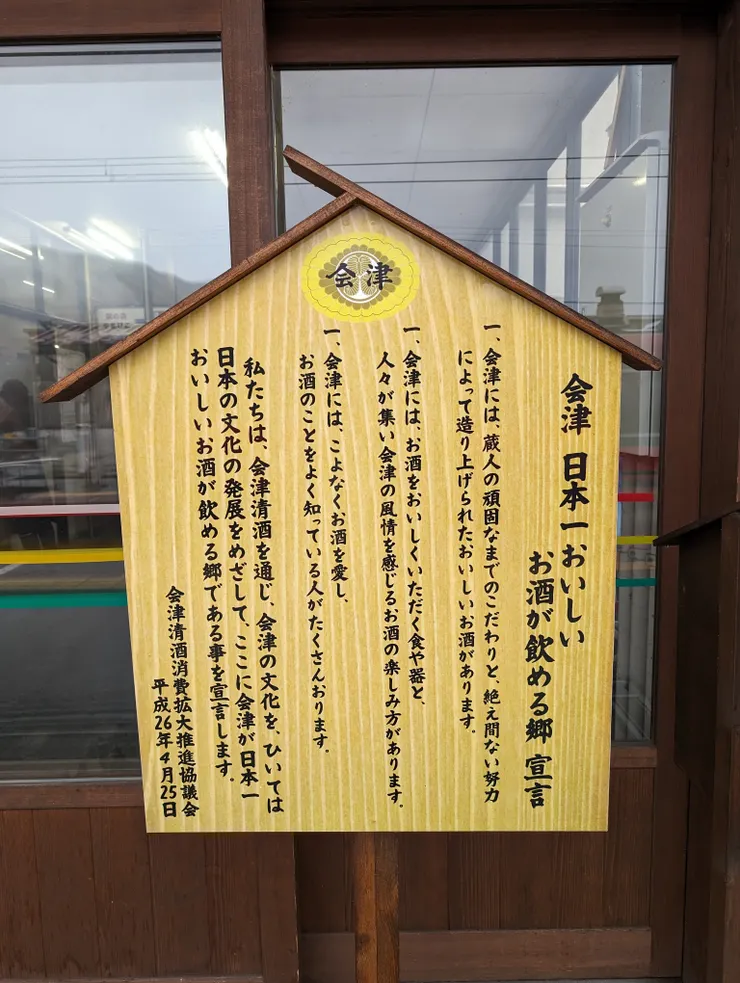 会津
会津 日本一おいしい
お酒が飲める郷 宣言
一、会津には、蔵人の頑固なまでのこだわりと、絶え間ない努力
によって造り上げられたおいしいお酒があります。
一、会津には、お酒をおいしくいただく食や器と、
人々が集い会津の風情を感じるお酒の楽しみ方があります。
一、会津には、こよなくお酒を愛し、
お酒のことをよく知っている人がたくさんおります。
私たちは、会津清酒を通じ、会津の文化を、ひいては
日本の文化の発展をめざして、ここに会津が日本一
おいしいお酒が飲める郷である事を宣言します。
会津清酒消費拡大推進協議会
平成26年4月25日